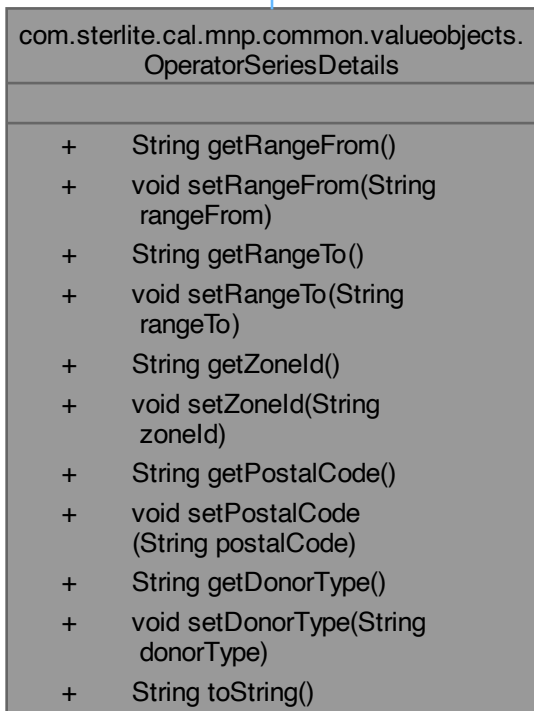 com.sterlite.cal.mnp.common.valueobjects.
OperatorSeriesDetails
+ String getRangeFrom()
+ void setRangeFrom(String
rangeFrom)
+ String getRangeTo()
+ void setRangeTo(String
rangeTo)
+ String getZoneId()
+ void setZoneId(String
zoneId)
+ String getPostalCode()
+ void setPostalCode
(String postalCode)
+ String getDonorType()
+ void setDonorType(String
donorType)
+ String toString()